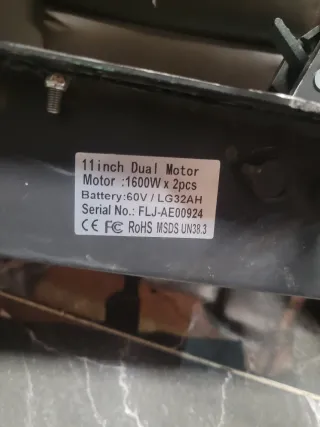 11inch Dual Motor
Motor :1600W x 2pcs
Battery:60V / LG32AH
Serial No.: FLJ-AE00924
CE FC RoHS MSDS UN38.3